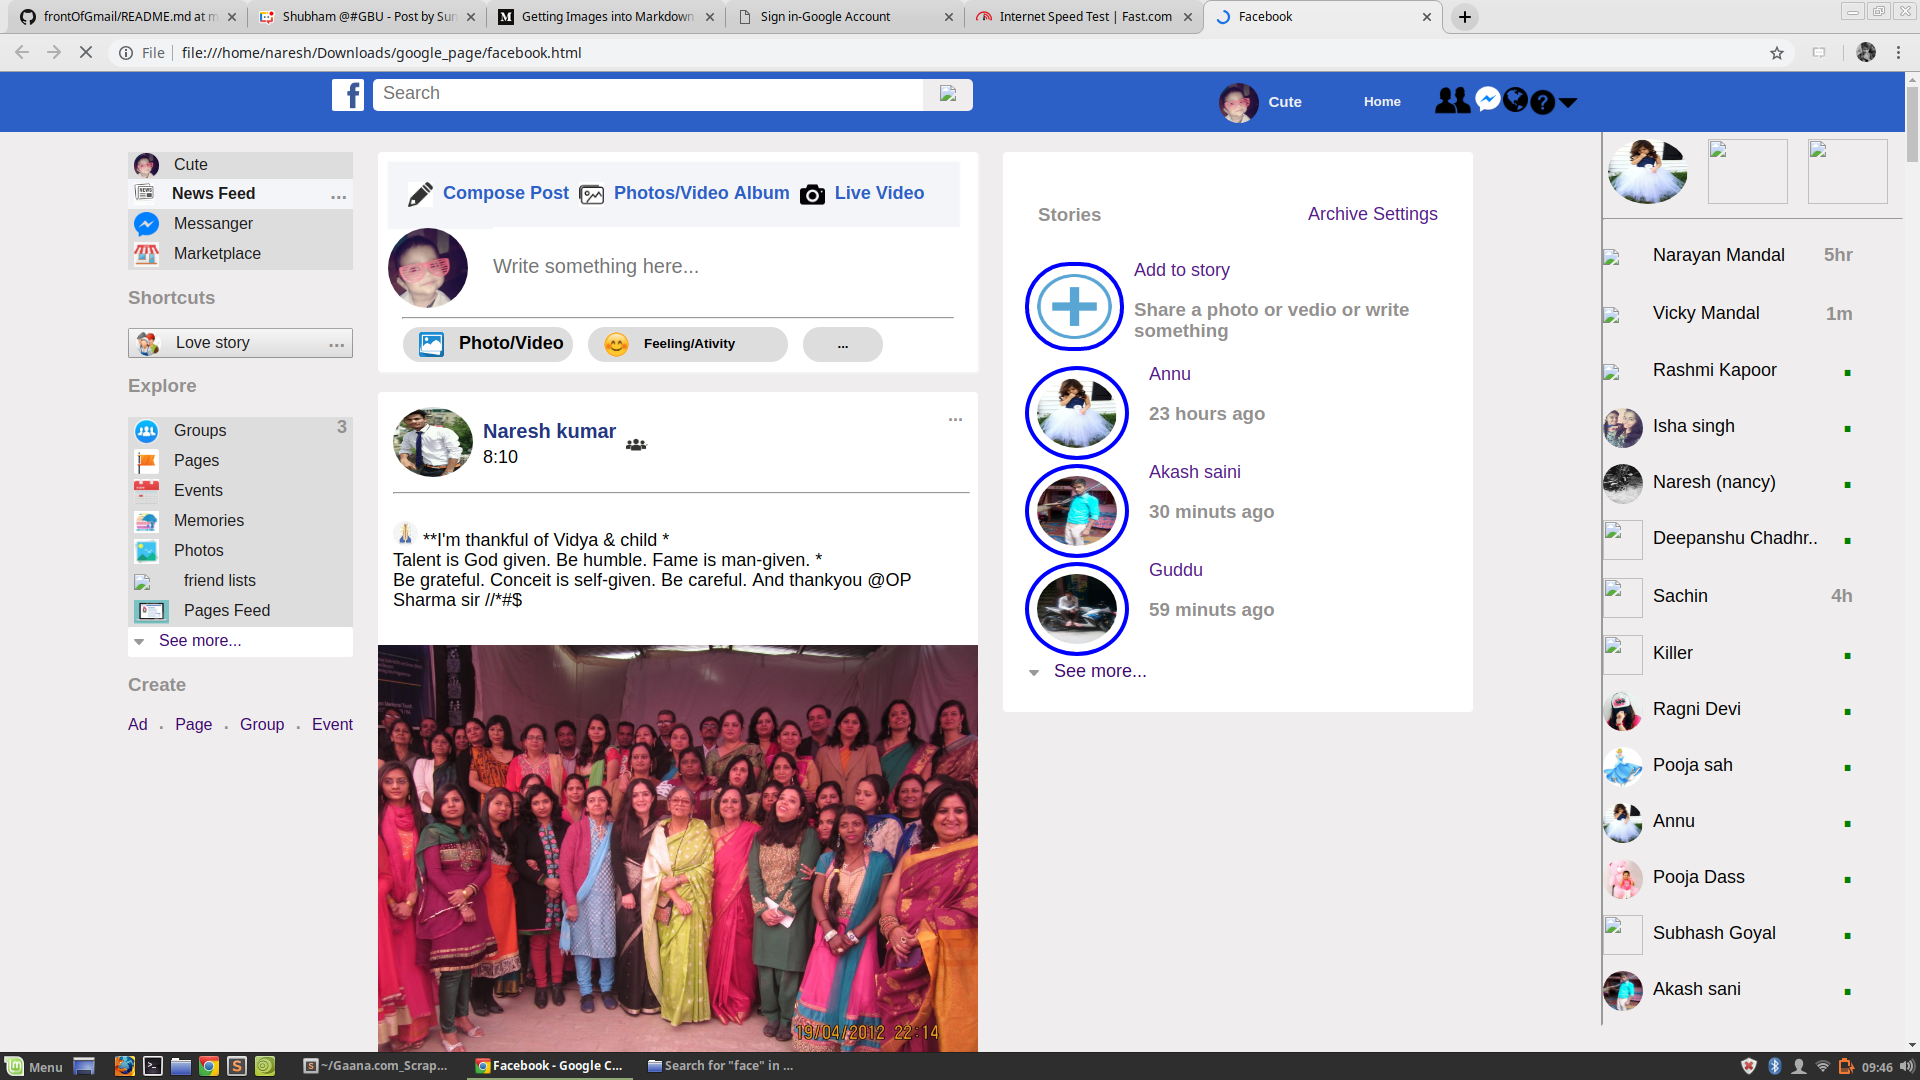 frontOfGmail/README.md at m
Shubham @#GBU - Post by Sun
Getting Images into Markdown
Sign in-Google Account
Internet Speed Test | Fast.com
Facebook
File
file:///home/naresh/Downloads/google_page/facebook.html
Search
Cute
Home
Cute
News Feed
...
Messanger
Marketplace
Shortcuts
Love story
...
Explore
Groups
3
Pages
Events
Memories
Photos
friend lists
Pages Feed
See more...
Create
Ad . Page . Group . Event
Compose Post
Photos/Video Album
Live Video
Write something here...
Photo/Video
Feeling/Ativity
...
Naresh kumar
8:10
...
**I'm thankful of Vidya & child *
Talent is God given. Be humble. Fame is man-given. *
Be grateful. Conceit is self-given. Be careful. And thankyou @OP
Sharma sir //*#$
19/04/2012 22:14
Stories
Archive Settings
Add to story
Share a photo or vedio or write
something
Annu
23 hours ago
Akash saini
30 minuts ago
Guddu
59 minuts ago
See more...
Narayan Mandal 5hr
Vicky Mandal 1m
Rashmi Kapoor
Isha singh
Naresh (nancy)
Deepanshu Chadhr..
Sachin 4h
Killer
Ragni Devi
Pooja sah
Annu
Pooja Dass
Subhash Goyal
Akash sani
Menu
~/Gaana.com_Scrap...
Facebook - Google C...
Search for "face" in ...
09:46